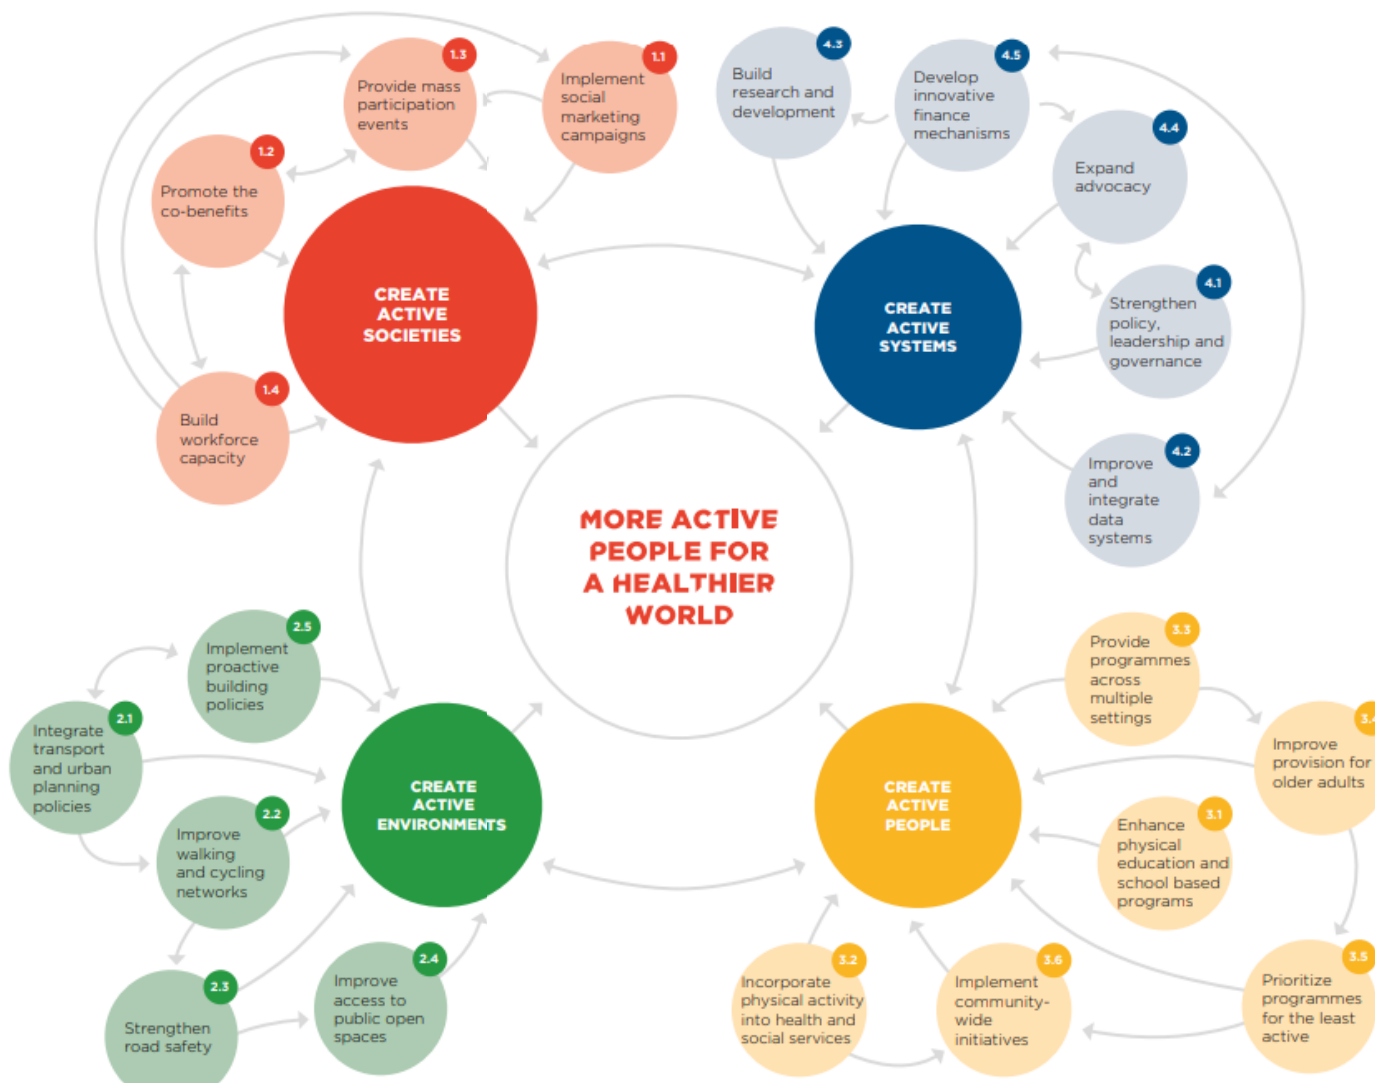 1.3
Provide mass
participation
events
1.1
Implement
social
marketing
campaigns
1.2
Promote the
co-benefits
1.4
Build
workforce
capacity
CREATE
ACTIVE
SOCIETIES
4.3
Build
research and
development
4.5
Develop
innovative
finance
mechanisms
4.4
Expand
advocacy
4.1
Strengthen
policy,
leadership and
governance
4.2
Improve
and
integrate
data
systems
CREATE
ACTIVE
SYSTEMS
MORE ACTIVE
PEOPLE FOR
A HEALTHIER
WORLD
2.5
Implement
proactive
building
policies
2.1
Integrate
transport
and urban
planning
policies
2.2
Improve
walking
and cycling
networks
2.3
Strengthen
road safety
2.4
Improve
access to
public open
spaces
CREATE
ACTIVE
ENVIRONMENTS
3.3
Provide
programmes
across
multiple
settings
3.4
Improve
provision for
older adults
3.1
Enhance
physical
education and
school based
programs
3.5
Prioritize
programmes
for the least
active
3.6
Implement
community-
wide
initiatives
3.2
Incorporate
physical activity
into health and
social services
CREATE
ACTIVE
PEOPLE